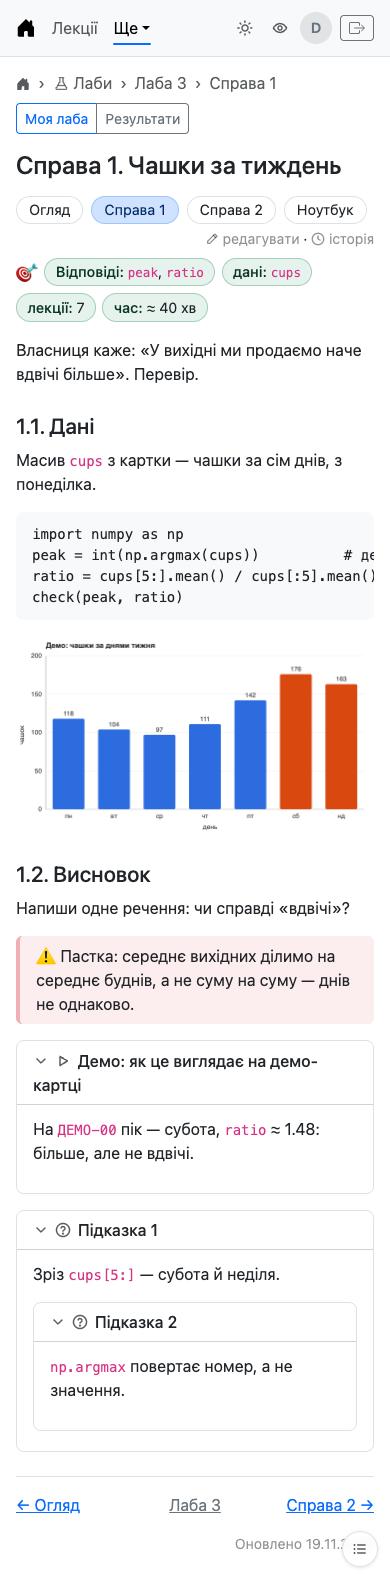 Лекції Ще D
› Лаби › Лаба 3 › Справа 1
Моя лаба Результати
Справа 1. Чашки за тиждень
Огляд Справа 1 Справа 2 Ноутбук
редагувати · історія
Відповіді: peak, ratio дані: cups
лекції: 7 час: ≈ 40 хв
Власниця каже: «У вихідні ми продаємо наче
вдвічі більше». Перевір.
1.1. Дані
Масив cups з картки — чашки за сім днів, з
понеділка.
import numpy as np
peak = int(np.argmax(cups)) # де
ratio = cups[5:].mean() / cups[:5].mean()
check(peak, ratio)
Демо: чашки за днями тижня
200
150
100
50
0
чашок
118 104 97 111 142 176 163
пн вт ср чт пт сб нд
день
1.2. Висновок
Напиши одне речення: чи справді «вдвічі»?
⚠️ Пастка: середнє вихідних ділимо на
середнє буднів, а не суму на суму — днів
не однаково.
Демо: як це виглядає на демо-
картці
На ДЕМО-00 пік — субота, ratio ≈ 1.48:
більше, але не вдвічі.
Підказка 1
Зріз cups[5:] — субота й неділя.
Підказка 2
np.argmax повертає номер, а не
значення.
← Огляд Лаба 3 Справа 2 →
Оновлено 19.11.